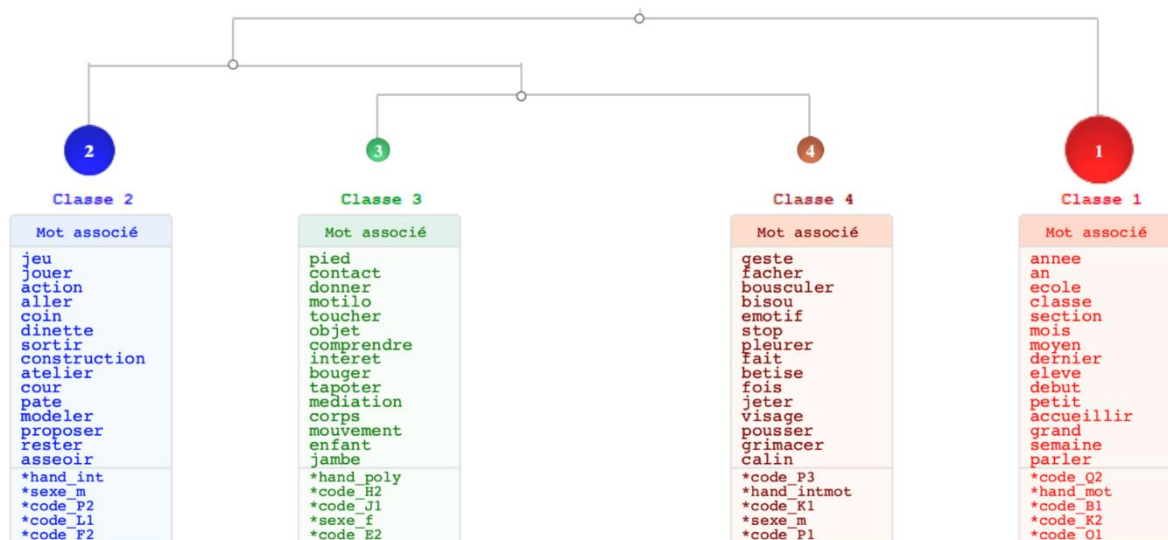 2
Classe 2
Mot associé
jeu
jouer
action
aller
coin
dinette
sortir
construction
atelier
cour
pate
modeler
proposer
rester
asseoir
*hand_int
*sexe_m
*code_P2
*code_L1
*code_F2
3
Classe 3
Mot associé
pied
contact
donner
motilo
toucher
objet
comprendre
interet
bouger
tapoter
mediation
corps
mouvement
enfant
jambe
*hand_poly
*code_H2
*code_J1
*sexe_f
*code_E2
4
Classe 4
Mot associé
geste
facher
bousculer
bisou
emotif
stop
pleurer
fait
betise
fois
jeter
visage
pousser
grimacer
calin
*code_P3
*hand_intmot
*code_K1
*sexe_m
*code_P1
1
Classe 1
Mot associé
annee
an
ecole
classe
section
mois
moyen
dernier
eleve
debut
petit
accueillir
grand
semaine
parler
*code_Q2
*hand_mot
*code_B1
*code_K2
*code_O1